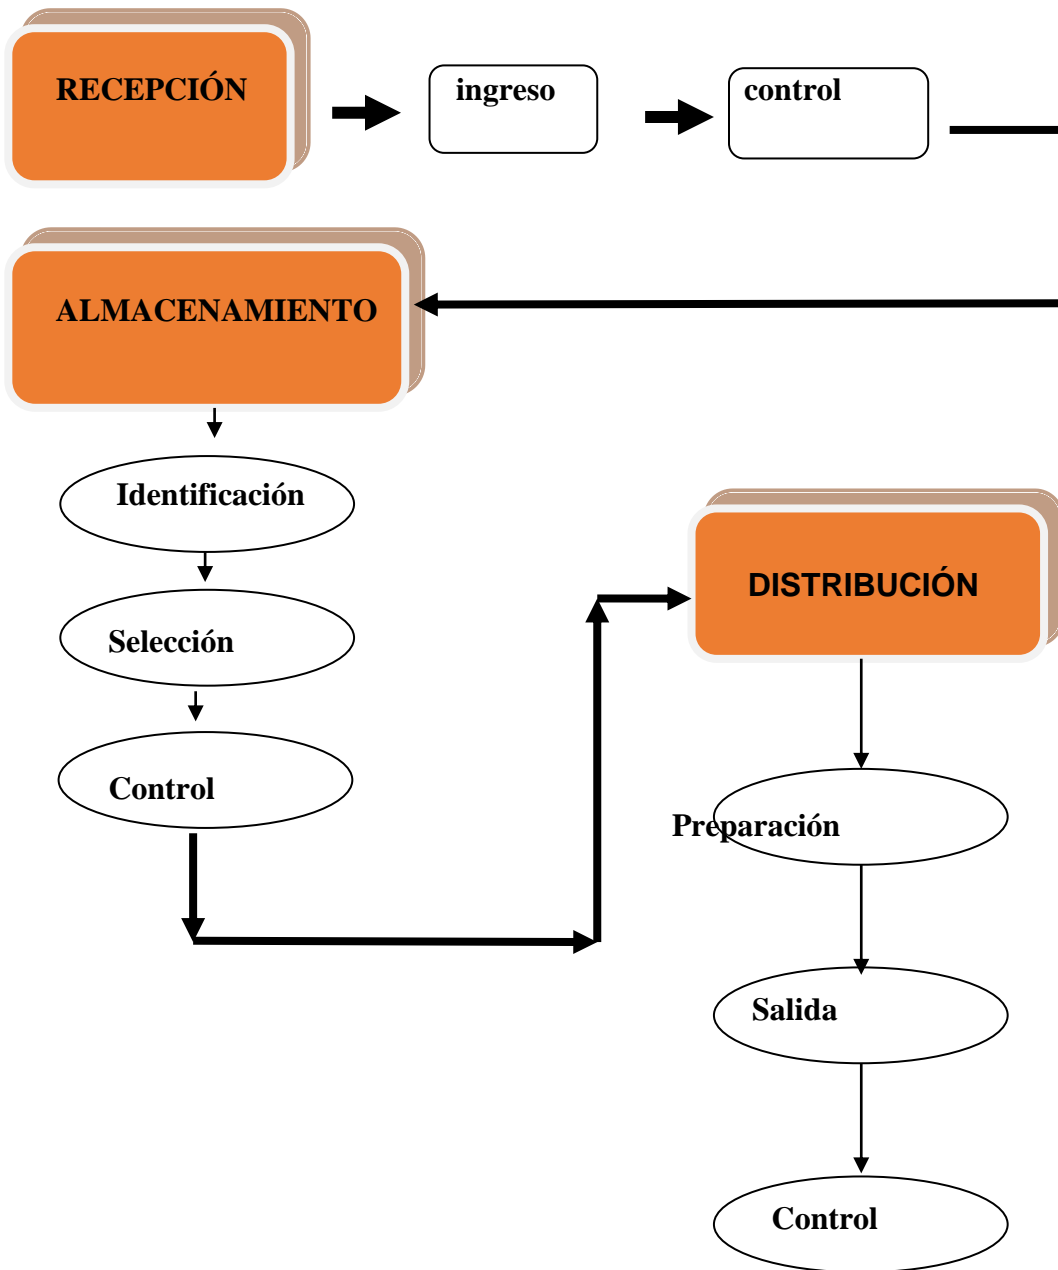 RECEPCIÓN
ingreso
control
ALMACENAMIENTO
Identificación
Selección
Control
DISTRIBUCIÓN
Preparación
Salida
Control